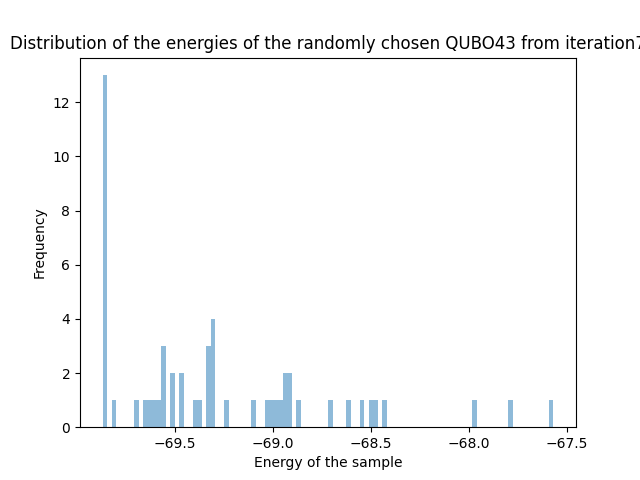 Distribution of the energies of the randomly chosen QUBO43 from iteration7
12
10
8
6
4
2
0
Frequency
−69.5 −69.0 −68.5 −68.0 −67.5
Energy of the sample